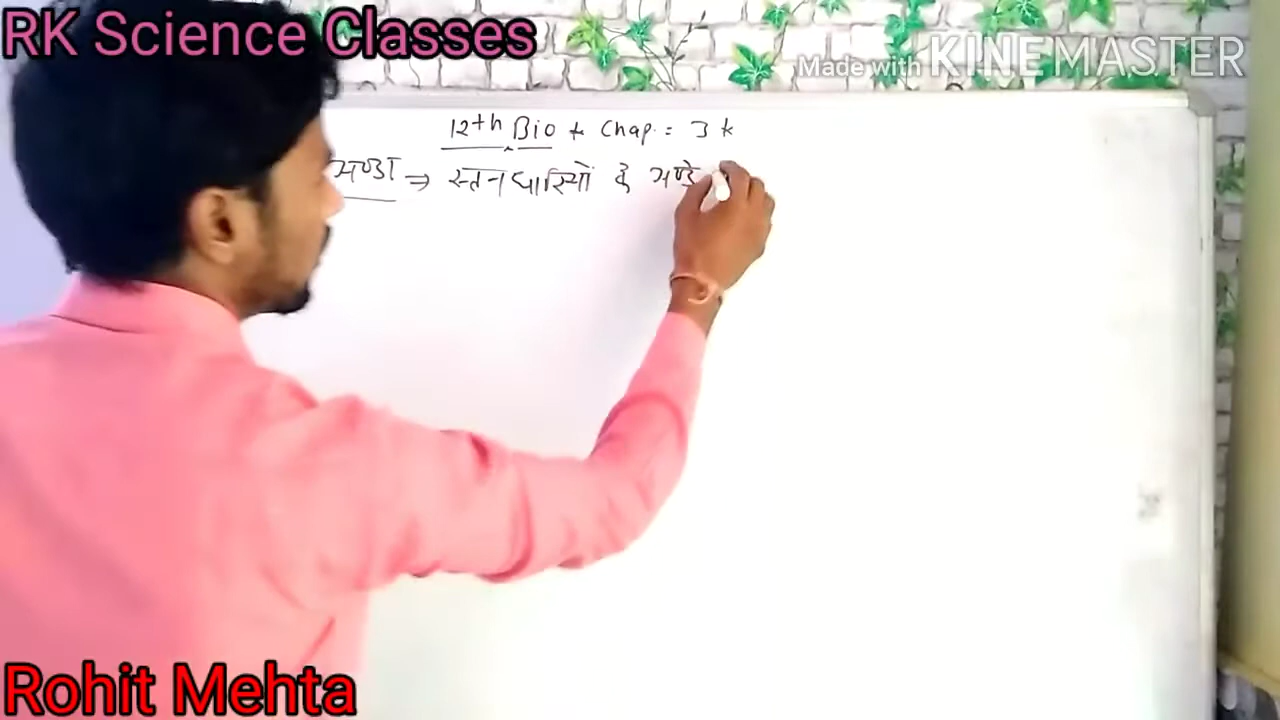 RK Science Classes
Made with KINEMASTER
12th Bio * Chap. = 3 *
अण्डा ⇒ स्तनधारियों के अण्डे
Rohit Mehta